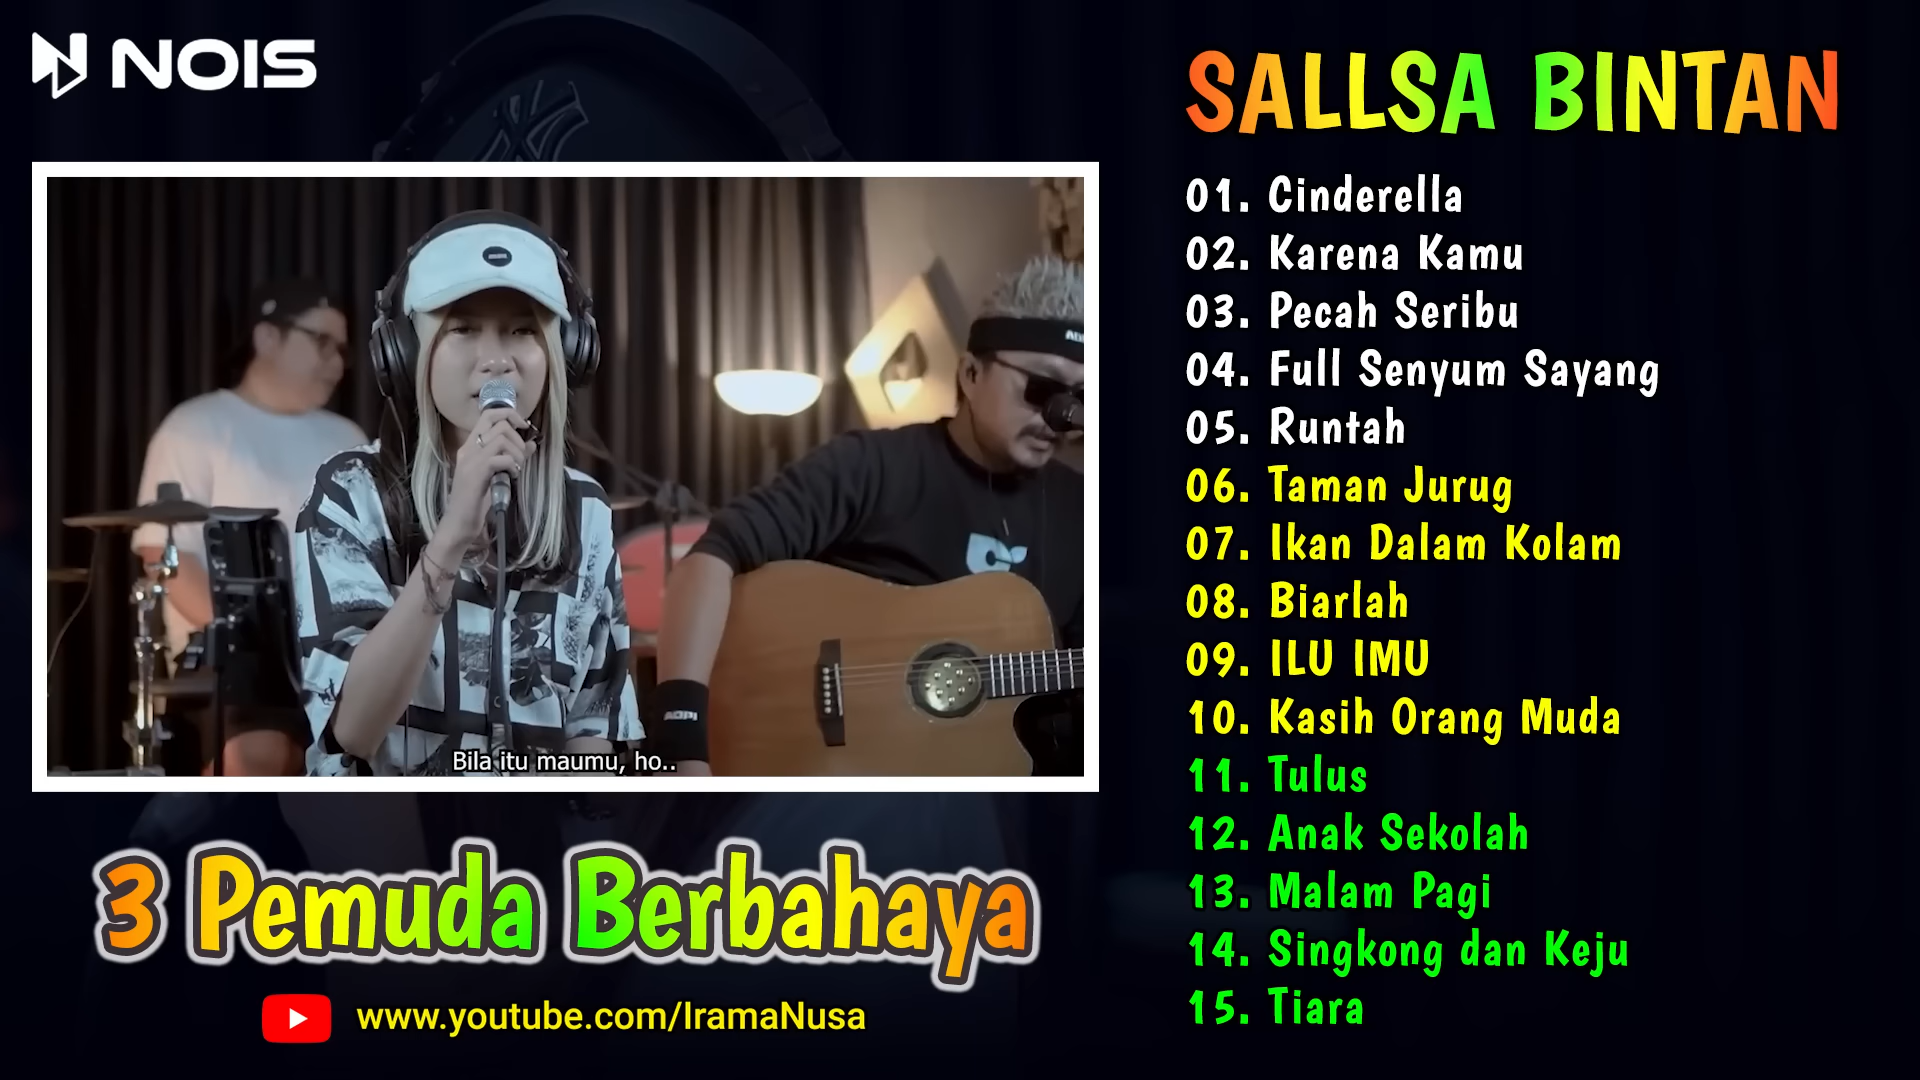 NOIS
SALLSA BINTAN
01. Cinderella
02. Karena Kamu
03. Pecah Seribu
04. Full Senyum Sayang
05. Runtah
06. Taman Jurug
07. Ikan Dalam Kolam
08. Biarlah
09. ILU IMU
10. Kasih Orang Muda
11. Tulus
12. Anak Sekolah
13. Malam Pagi
14. Singkong dan Keju
15. Tiara
Bila itu maumu, ho..
3 Pemuda Berbahaya
www.youtube.com/IramaNusa